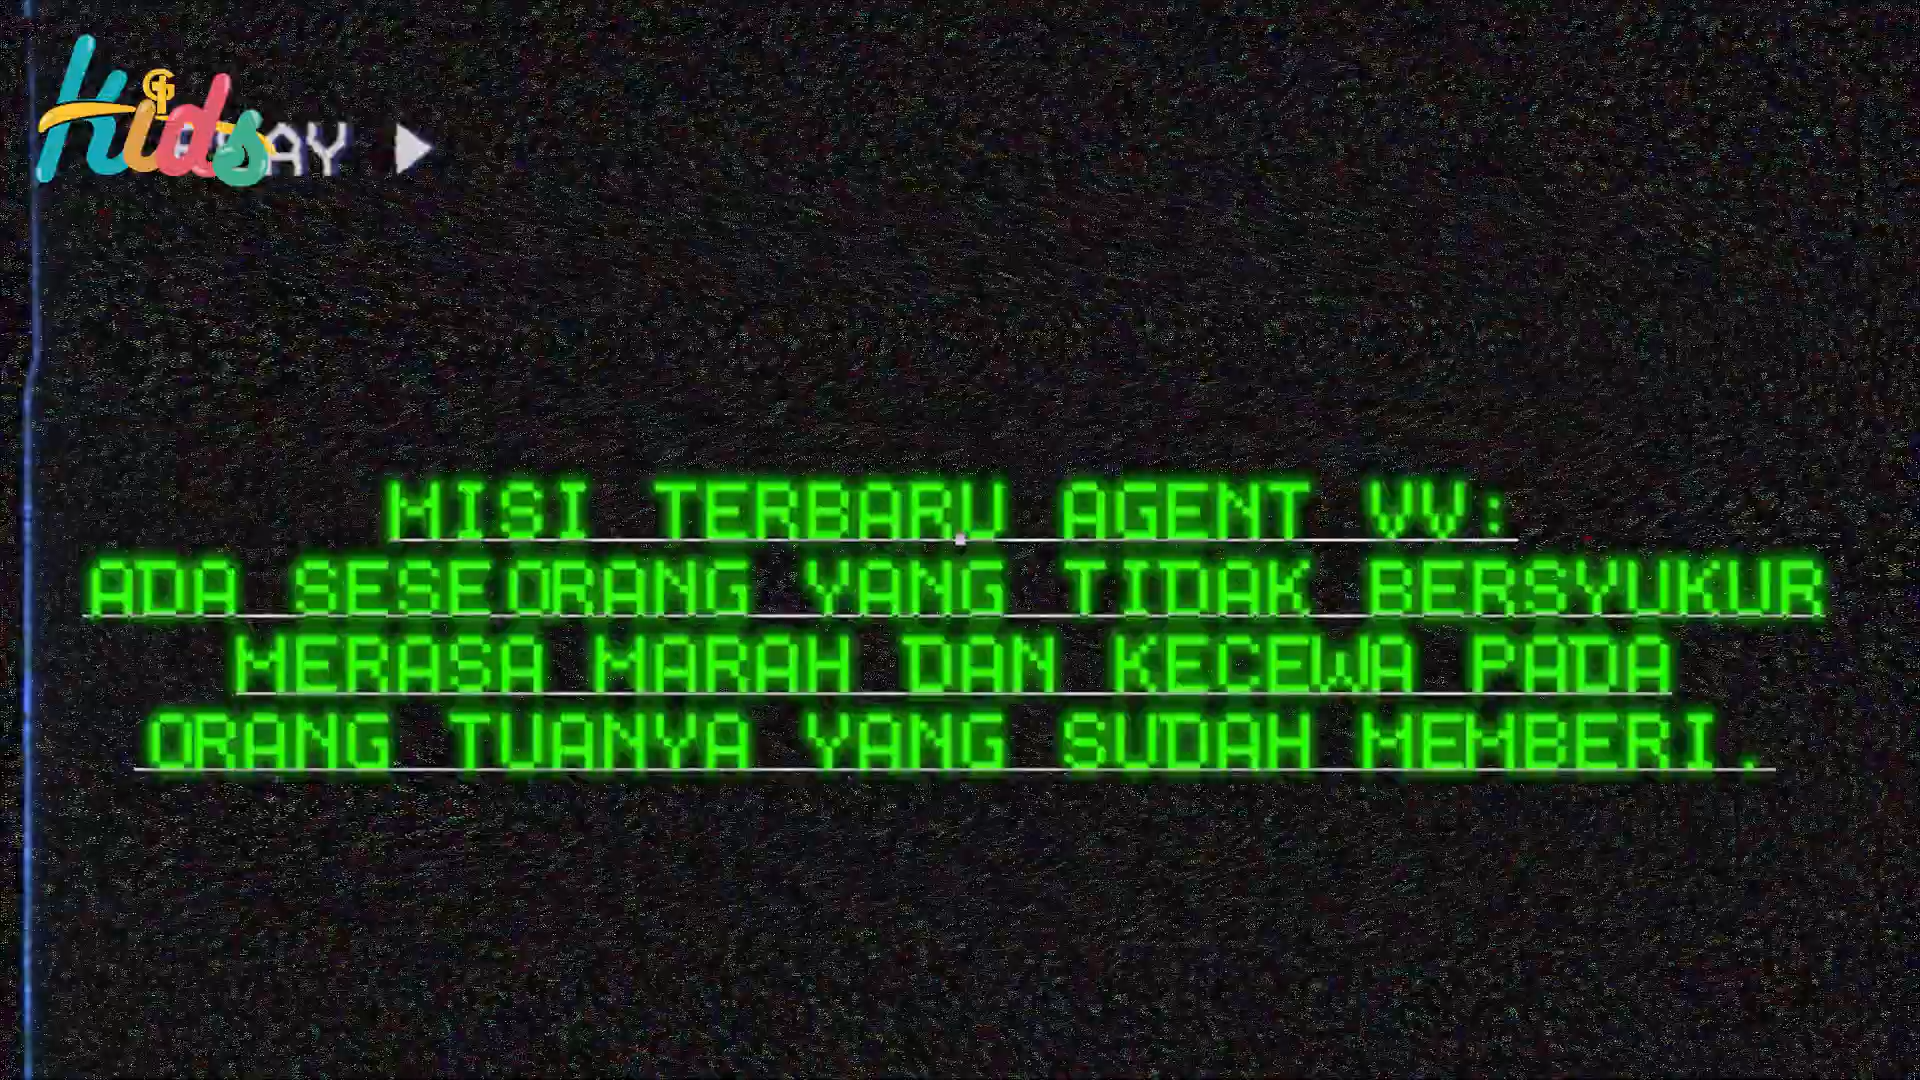 Kids
MISI TERBARU AGENT VV:
ADA SESEORANG YANG TIDAK BERSYUKUR
MERASA MARAH DAN KECEWA PADA
ORANG TUANYA YANG SUDAH MEMBERI.